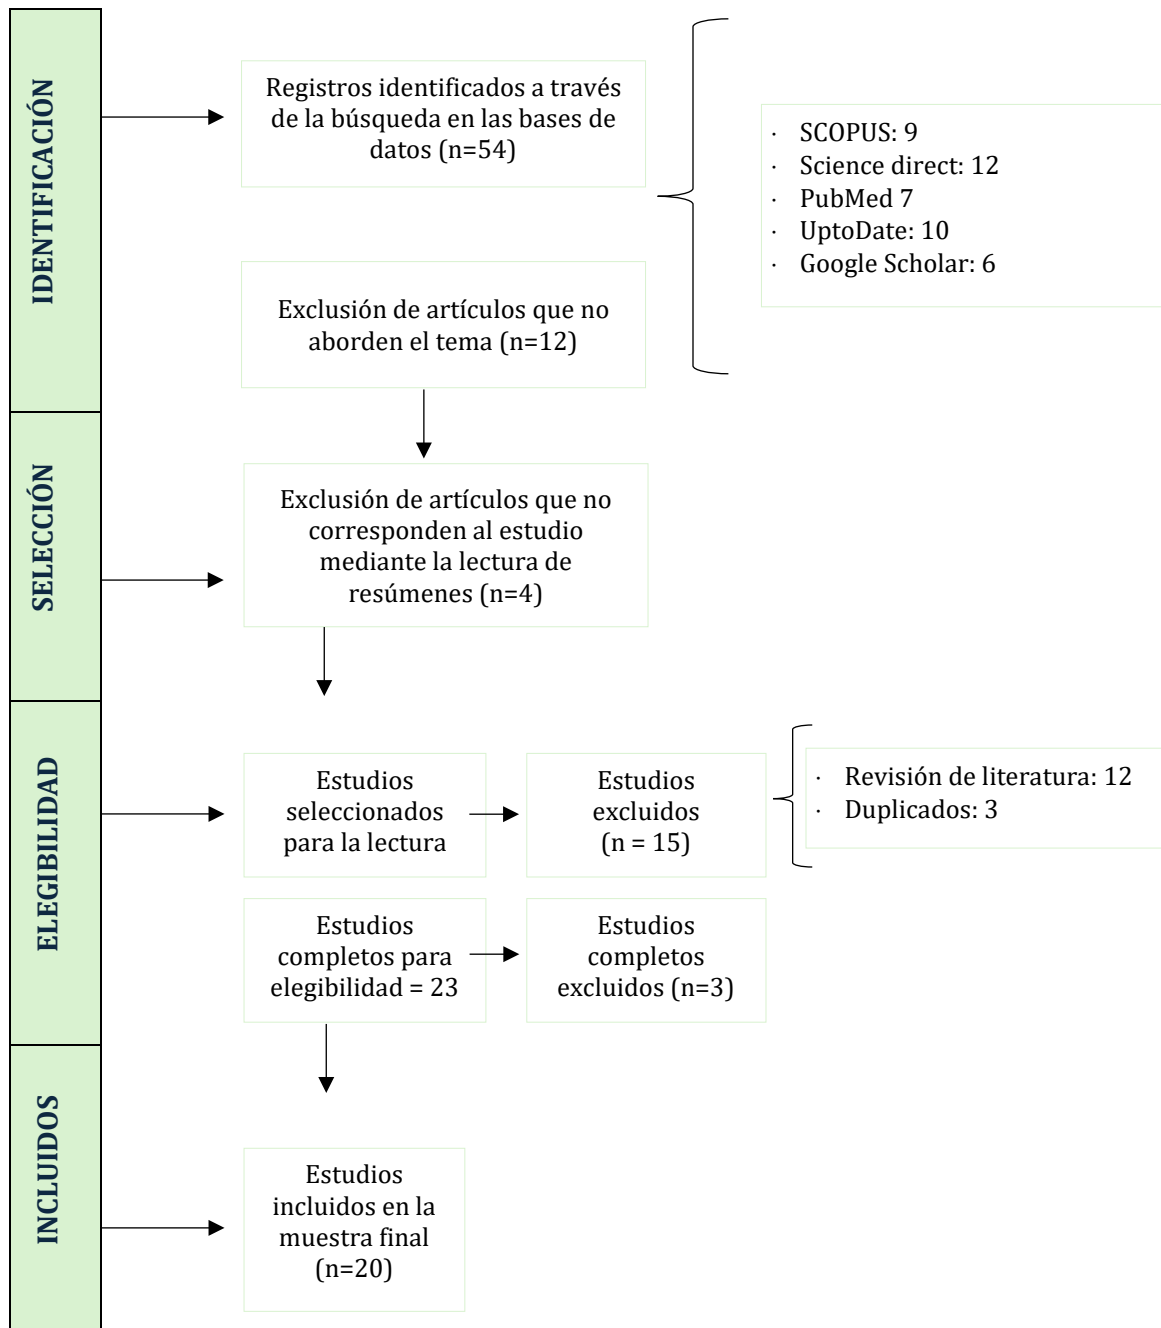 IDENTIFICACIÓN
Registros identificados a través
de la búsqueda en las bases de
datos (n=54)
· SCOPUS: 9
· Science direct: 12
· PubMed 7
· UptoDate: 10
· Google Scholar: 6
Exclusión de artículos que no
aborden el tema (n=12)
SELECCIÓN
Exclusión de artículos que no
corresponden al estudio
mediante la lectura de
resúmenes (n=4)
ELEGIBILIDAD
Estudios
seleccionados
para la lectura
Estudios
excluidos
(n = 15)
· Revisión de literatura: 12
· Duplicados: 3
Estudios
completos para
elegibilidad = 23
Estudios
completos
excluidos (n=3)
INCLUIDOS
Estudios
incluidos en la
muestra final
(n=20)